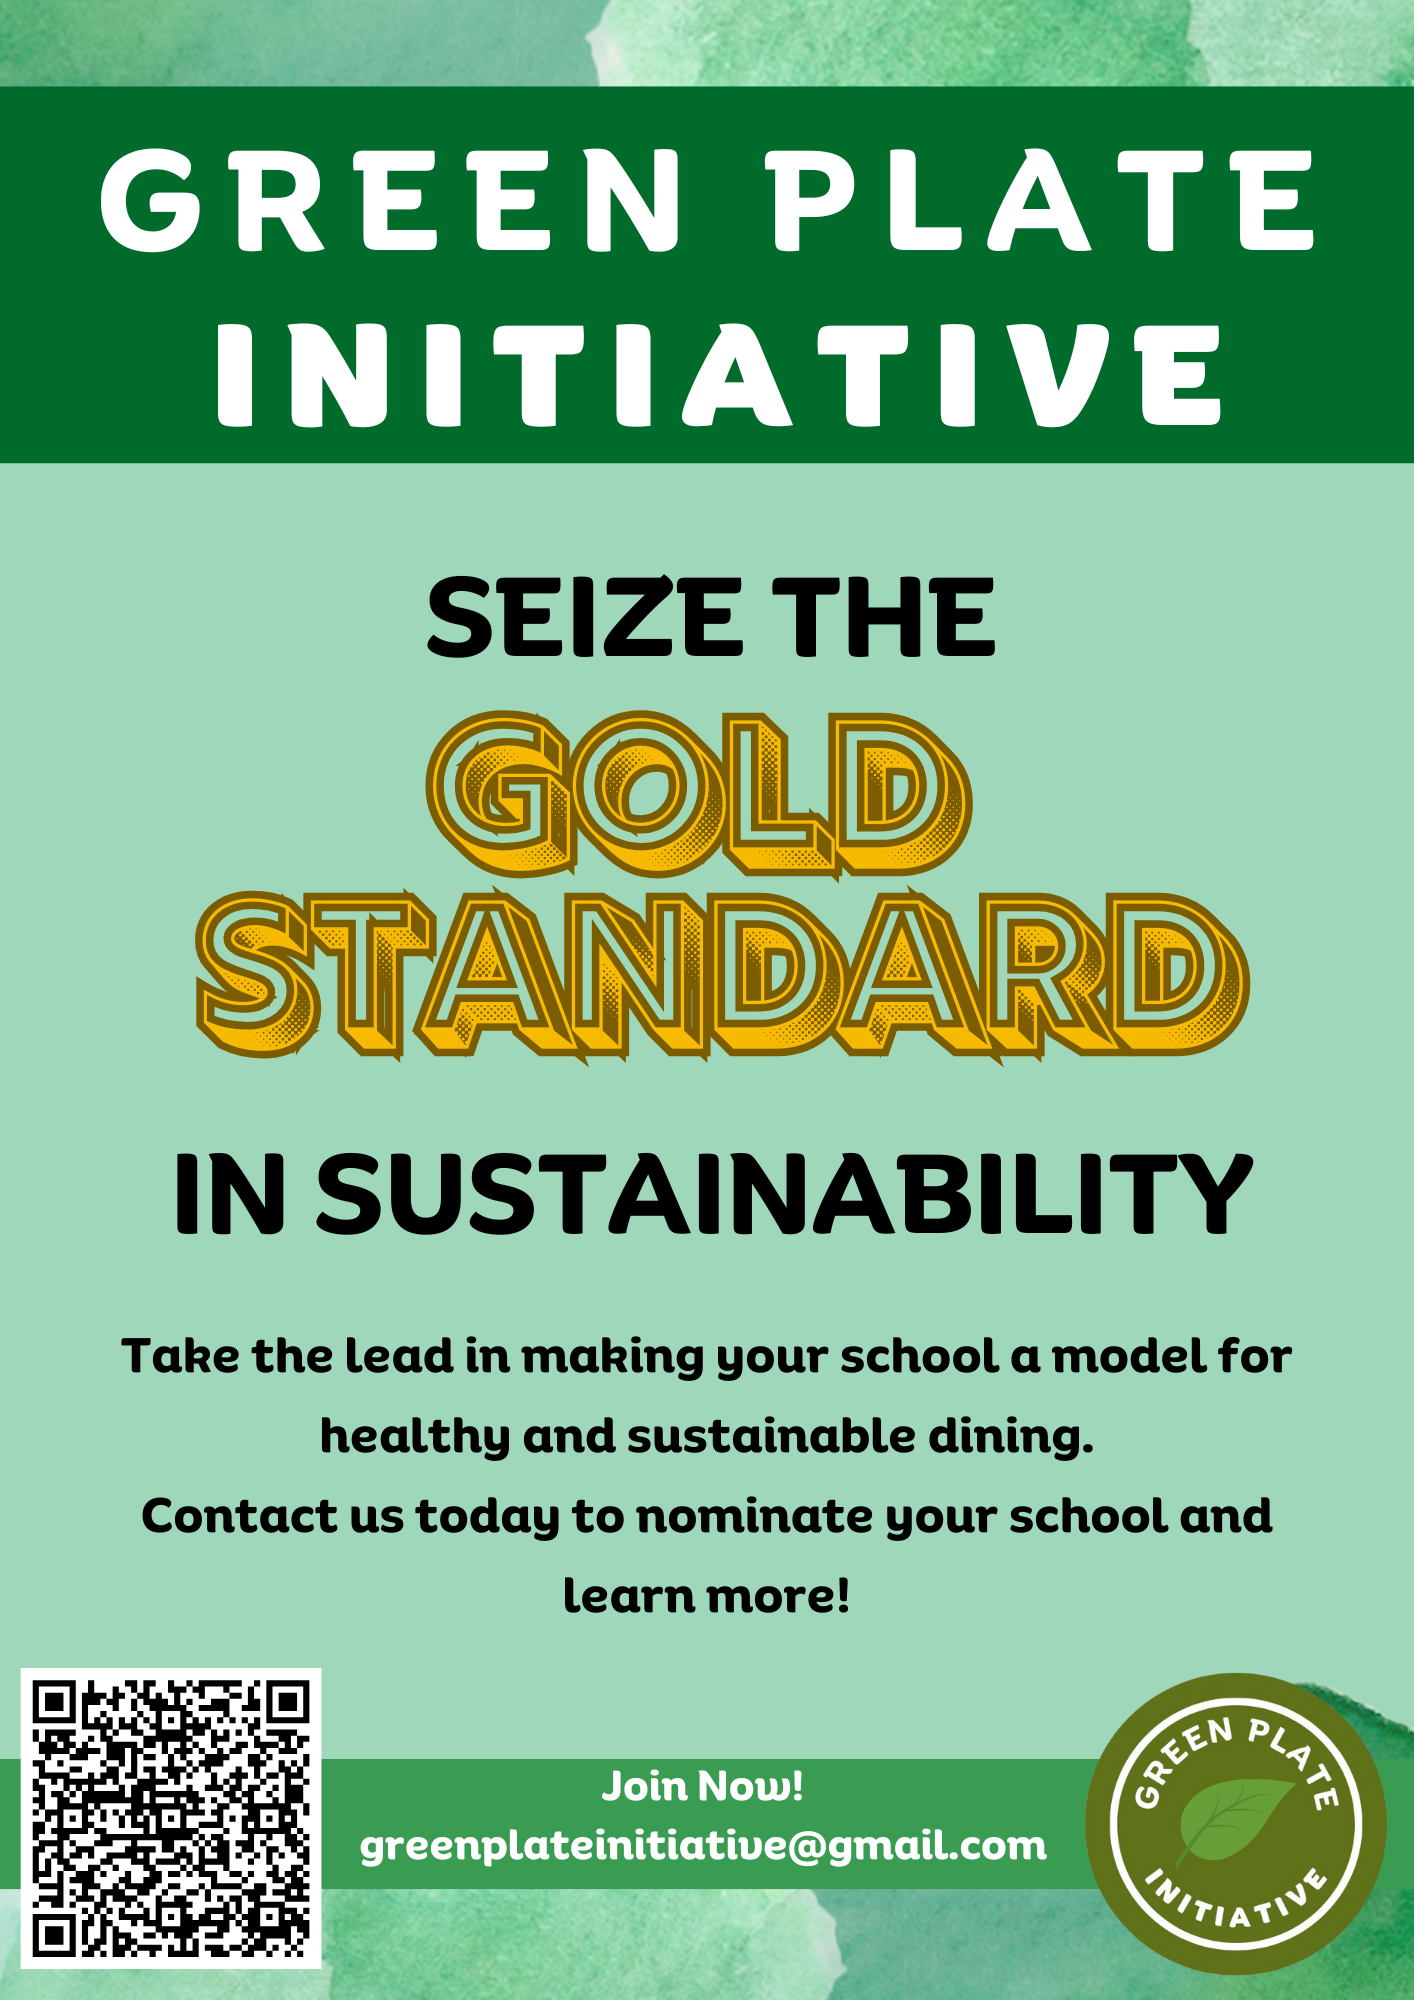 GREEN PLATE
INITIATIVE
SEIZE THE
GOLD
STANDARD
IN SUSTAINABILITY
Take the lead in making your school a model for
healthy and sustainable dining.
Contact us today to nominate your school and
learn more!
Join Now!
greenplateinitiative@gmail.com
GREEN PLATE
INITIATIVE